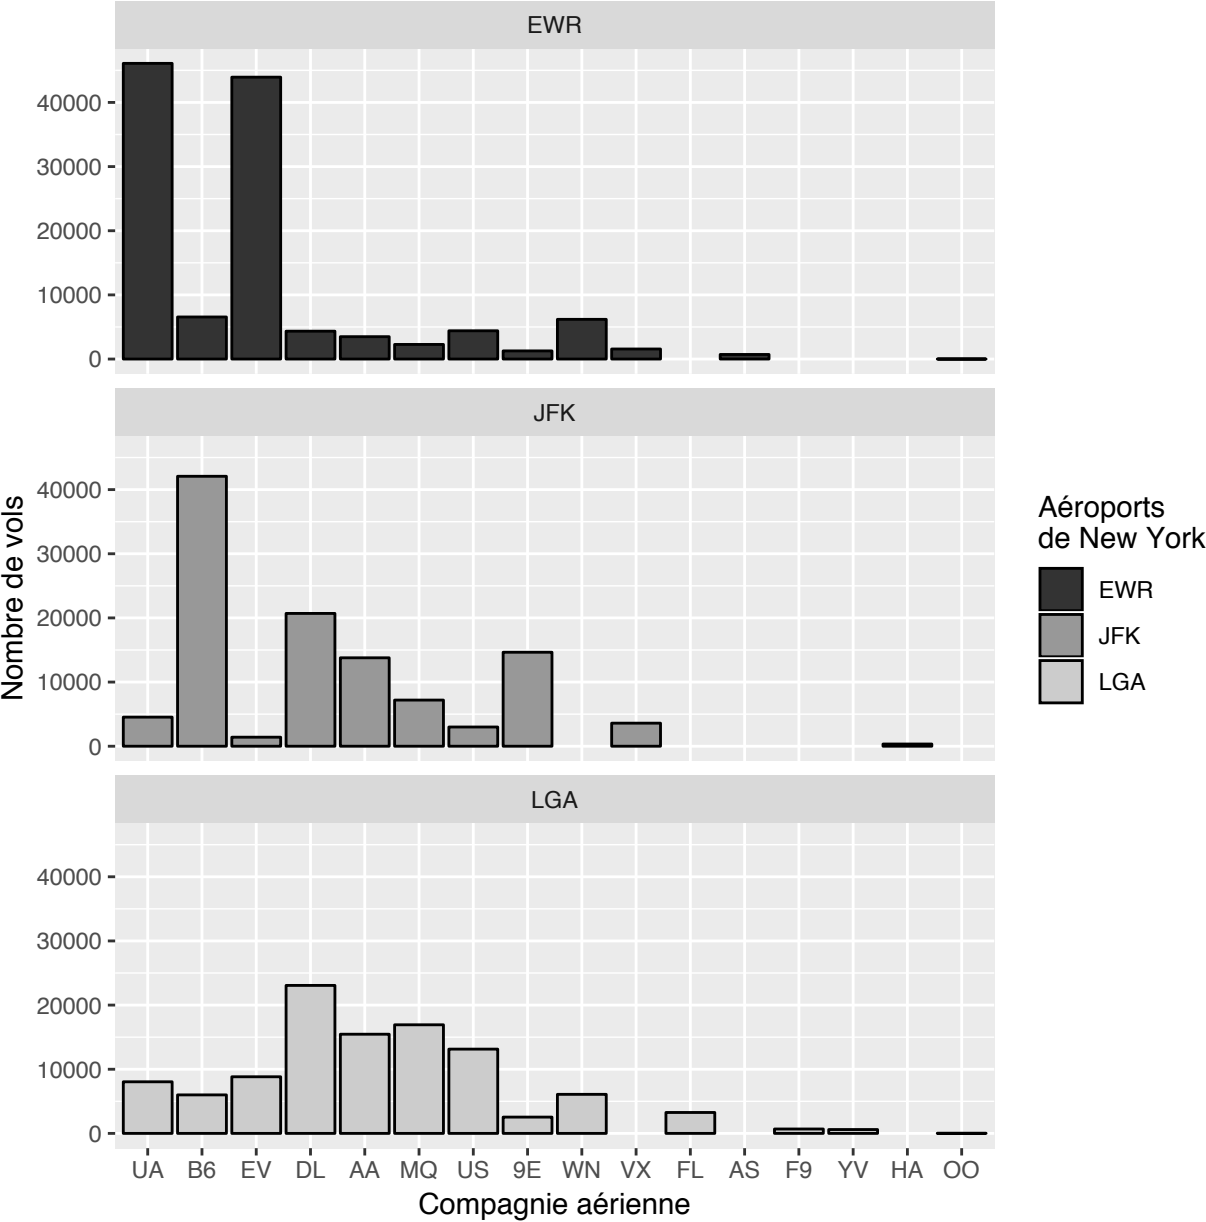 EWR
40000
30000
20000
10000
0
JFK
40000
30000
20000
10000
0
LGA
40000
30000
20000
10000
0
UA B6 EV DL AA MQ US 9E WN VX FL AS F9 YV HA OO
Compagnie aérienne
Nombre de vols
Aéroports
de New York
EWR
JFK
LGA